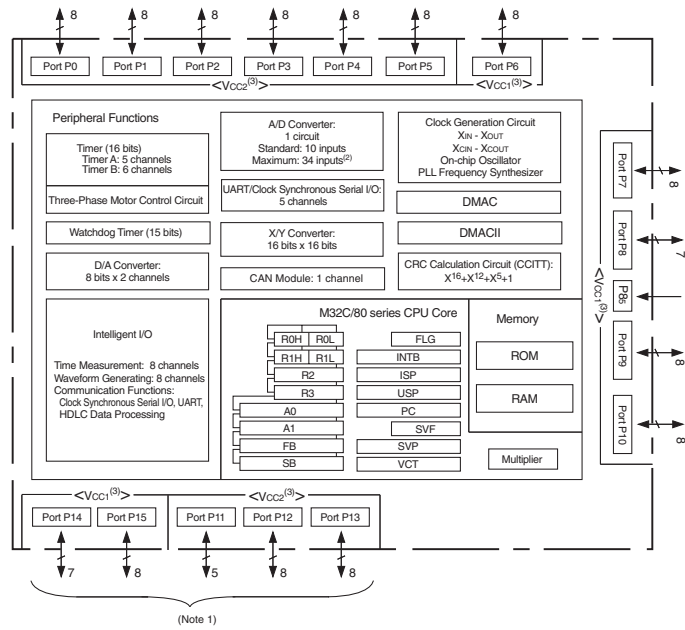 8 8 8 8 8 8 8
Port P0 Port P1 Port P2 Port P3 Port P4 Port P5 Port P6
<VCC2(3)> <VCC1(3)>
Peripheral Functions
Timer (16 bits)
Timer A: 5 channels
Timer B: 6 channels
Three-Phase Motor Control Circuit
Watchdog Timer (15 bits)
D/A Converter:
8 bits x 2 channels
Intelligent I/O
Time Measurement: 8 channels
Waveform Generating: 8 channels
Communication Functions:
Clock Synchronous Serial I/O, UART,
HDLC Data Processing
A/D Converter:
1 circuit
Standard: 10 inputs
Maximum: 34 inputs(2)
UART/Clock Synchronous Serial I/O:
5 channels
X/Y Converter:
16 bits x 16 bits
CAN Module: 1 channel
Clock Generation Circuit
XIN - XOUT
XCIN - XCOUT
On-chip Oscillator
PLL Frequency Synthesizer
DMAC
DMACII
CRC Calculation Circuit (CCITT):
X16+X12+X5+1
M32C/80 series CPU Core
R0H R0L
R1H R1L
R2
R3
A0
A1
FB
SB
FLG
INTB
ISP
USP
PC
SVF
SVP
VCT
Memory
ROM
RAM
Multiplier
<VCC1(3)>
Port P7
8
Port P8
7
P85
Port P9
8
Port P10
8
<VCC1(3)> <VCC2(3)>
Port P14 Port P15 Port P11 Port P12 Port P13
7 8 5 8 8
(Note 1)